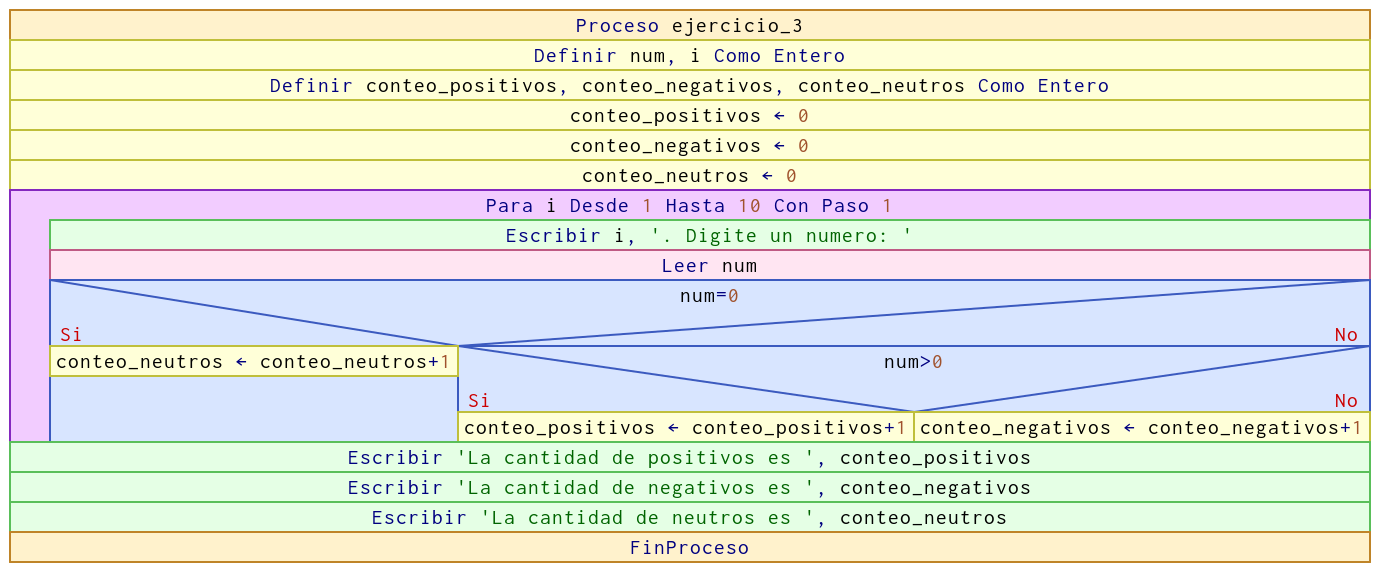 Proceso ejercicio_3
Definir num, i Como Entero
Definir conteo_positivos, conteo_negativos, conteo_neutros Como Entero
conteo_positivos ← 0
conteo_negativos ← 0
conteo_neutros ← 0
Para i Desde 1 Hasta 10 Con Paso 1
Escribir i, '. Digite un numero: '
Leer num
num=0
Si No
conteo_neutros ← conteo_neutros+1 num>0
Si No
conteo_positivos ← conteo_positivos+1 conteo_negativos ← conteo_negativos+1
Escribir 'La cantidad de positivos es ', conteo_positivos
Escribir 'La cantidad de negativos es ', conteo_negativos
Escribir 'La cantidad de neutros es ', conteo_neutros
FinProceso